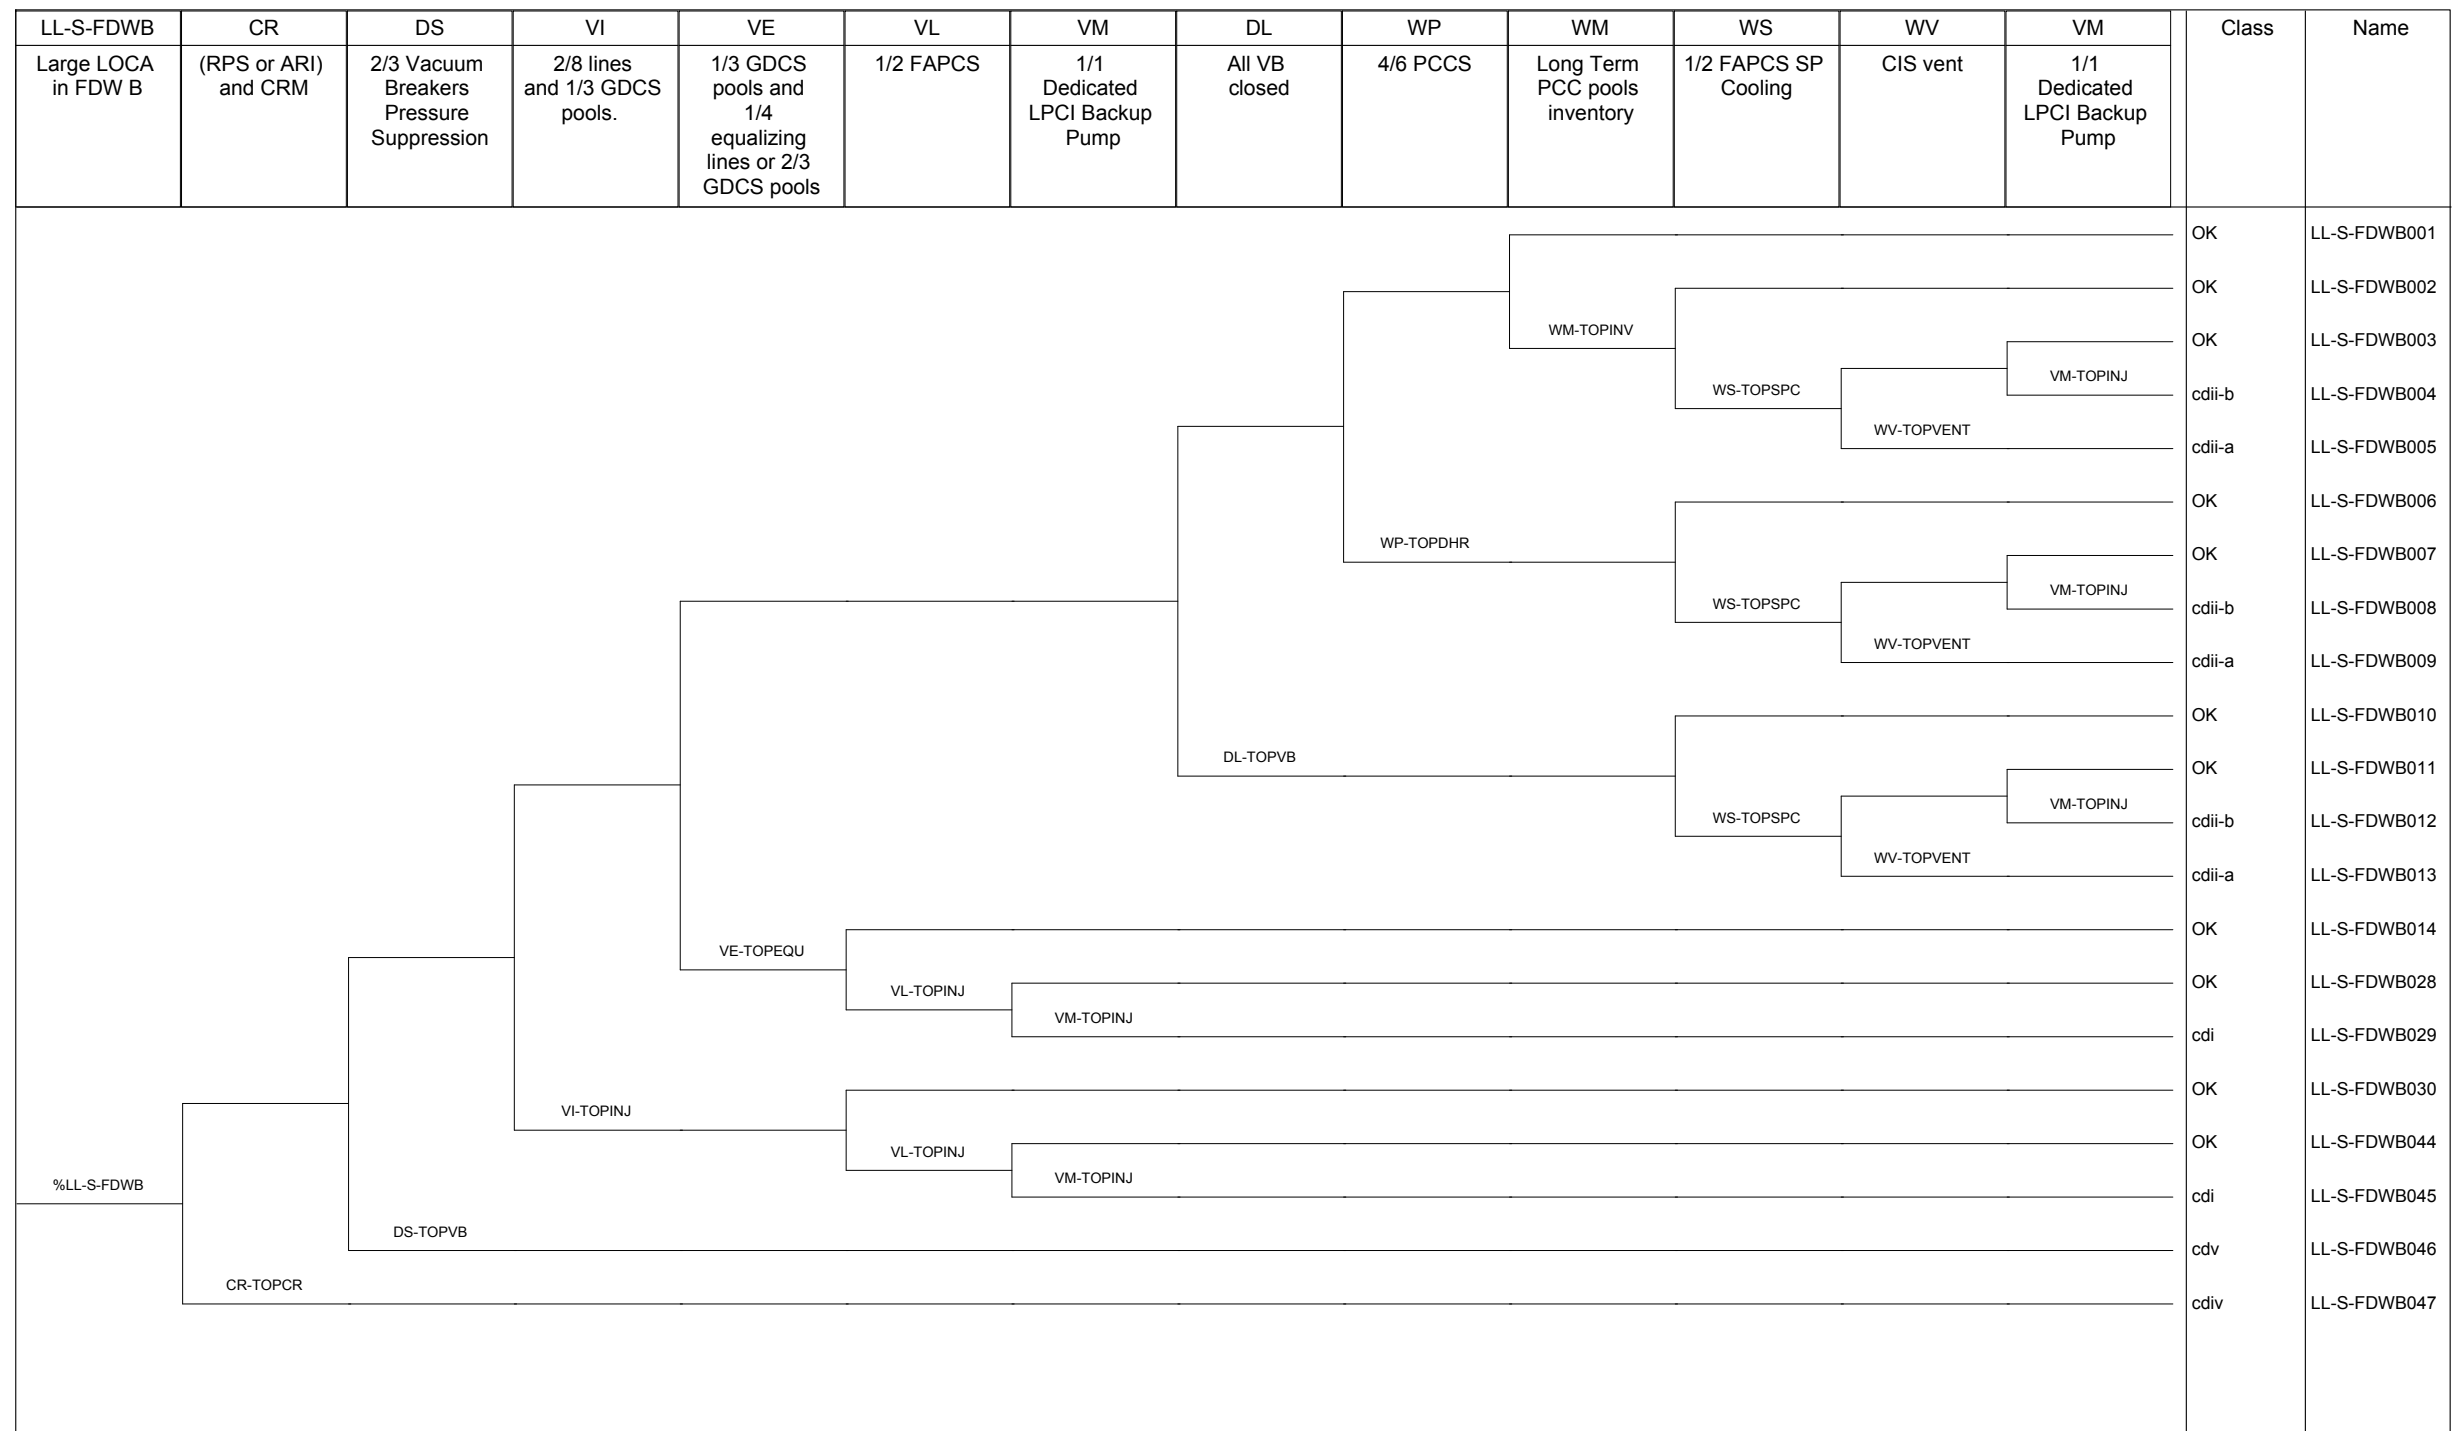 LL-S-FDWB CR DS VI VE VL VM DL WP WM WS WV VM Class Name
Large LOCA
in FDW B
(RPS or ARI)
and CRM
2/3 Vacuum
Breakers
Pressure
Suppression
2/8 lines
and 1/3 GDCS
pools.
1/3 GDCS
pools and
1/4
equalizing
lines or 2/3
GDCS pools
1/2 FAPCS
1/1
Dedicated
LPCI Backup
Pump
All VB
closed
4/6 PCCS
Long Term
PCC pools
inventory
1/2 FAPCS SP
Cooling
CIS vent
1/1
Dedicated
LPCI Backup
Pump
OK LL-S-FDWB001
OK LL-S-FDWB002
WM-TOPINV
OK LL-S-FDWB003
VM-TOPINJ
WS-TOPSPC
cdii-b LL-S-FDWB004
WV-TOPVENT
cdii-a LL-S-FDWB005
OK LL-S-FDWB006
WP-TOPDHR
OK LL-S-FDWB007
VM-TOPINJ
WS-TOPSPC
cdii-b LL-S-FDWB008
WV-TOPVENT
cdii-a LL-S-FDWB009
OK LL-S-FDWB010
DL-TOPVB
OK LL-S-FDWB011
VM-TOPINJ
WS-TOPSPC
cdii-b LL-S-FDWB012
WV-TOPVENT
cdii-a LL-S-FDWB013
OK LL-S-FDWB014
VE-TOPEQU
OK LL-S-FDWB028
VL-TOPINJ
VM-TOPINJ
cdi LL-S-FDWB029
OK LL-S-FDWB030
VI-TOPINJ
OK LL-S-FDWB044
VL-TOPINJ
VM-TOPINJ
%LL-S-FDWB
cdi LL-S-FDWB045
DS-TOPVB
cdv LL-S-FDWB046
CR-TOPCR
cdiv LL-S-FDWB047